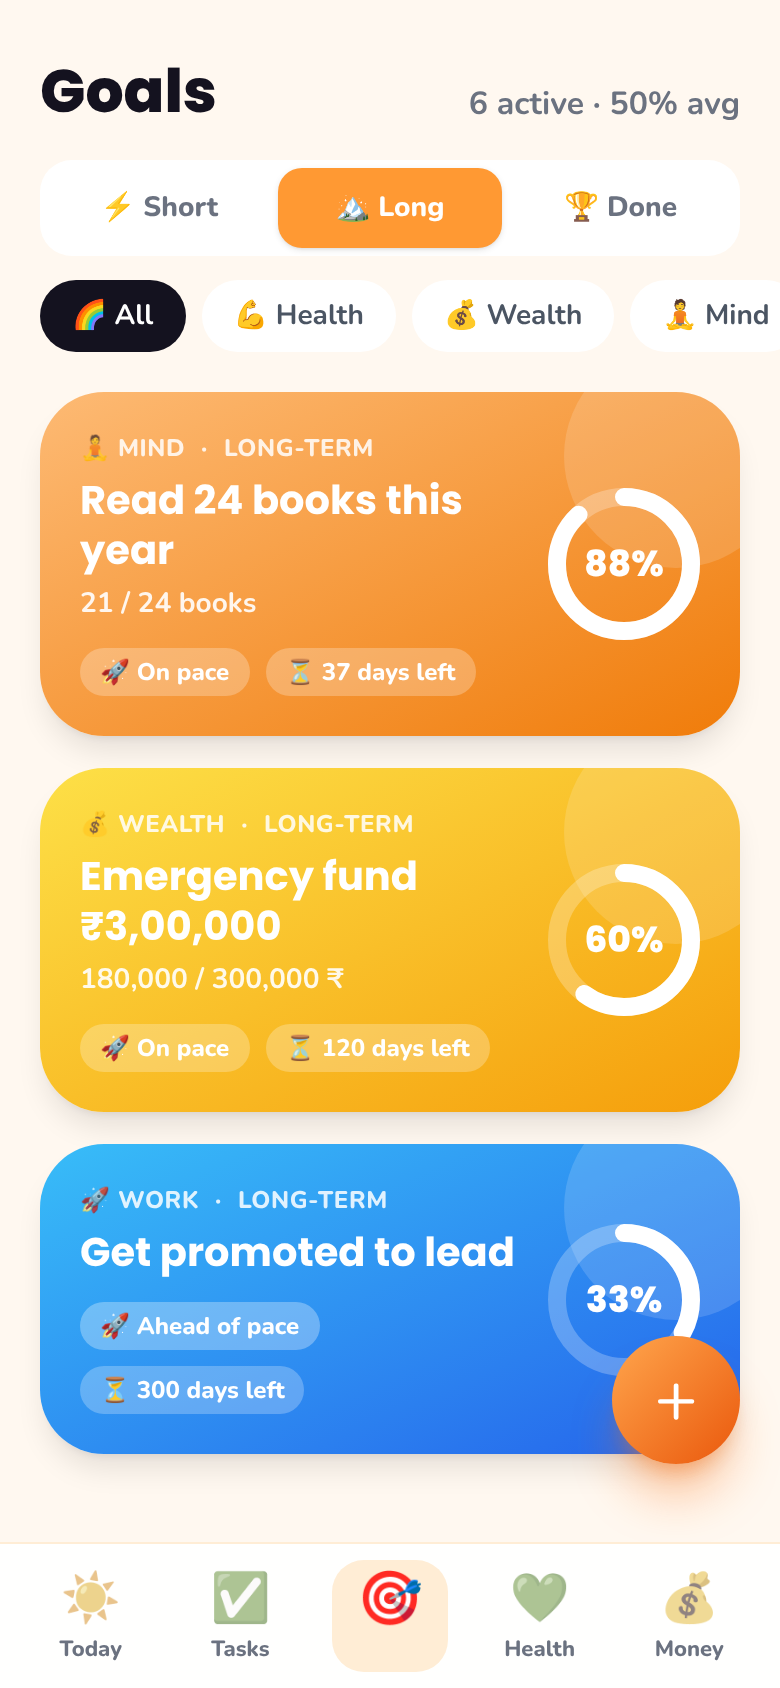 Goals
6 active · 50% avg
⚡ Short
🏔️ Long
🏆 Done
🌈 All
💪 Health
💰 Wealth
🧘 Mind
🧘 MIND · LONG-TERM
Read 24 books this
year
21 / 24 books
88%
🚀 On pace
⏳ 37 days left
💰 WEALTH · LONG-TERM
Emergency fund
₹3,00,000
180,000 / 300,000 ₹
60%
🚀 On pace
⏳ 120 days left
🚀 WORK · LONG-TERM
Get promoted to lead
33%
🚀 Ahead of pace
⏳ 300 days left
+
Today
Tasks
Health
Money